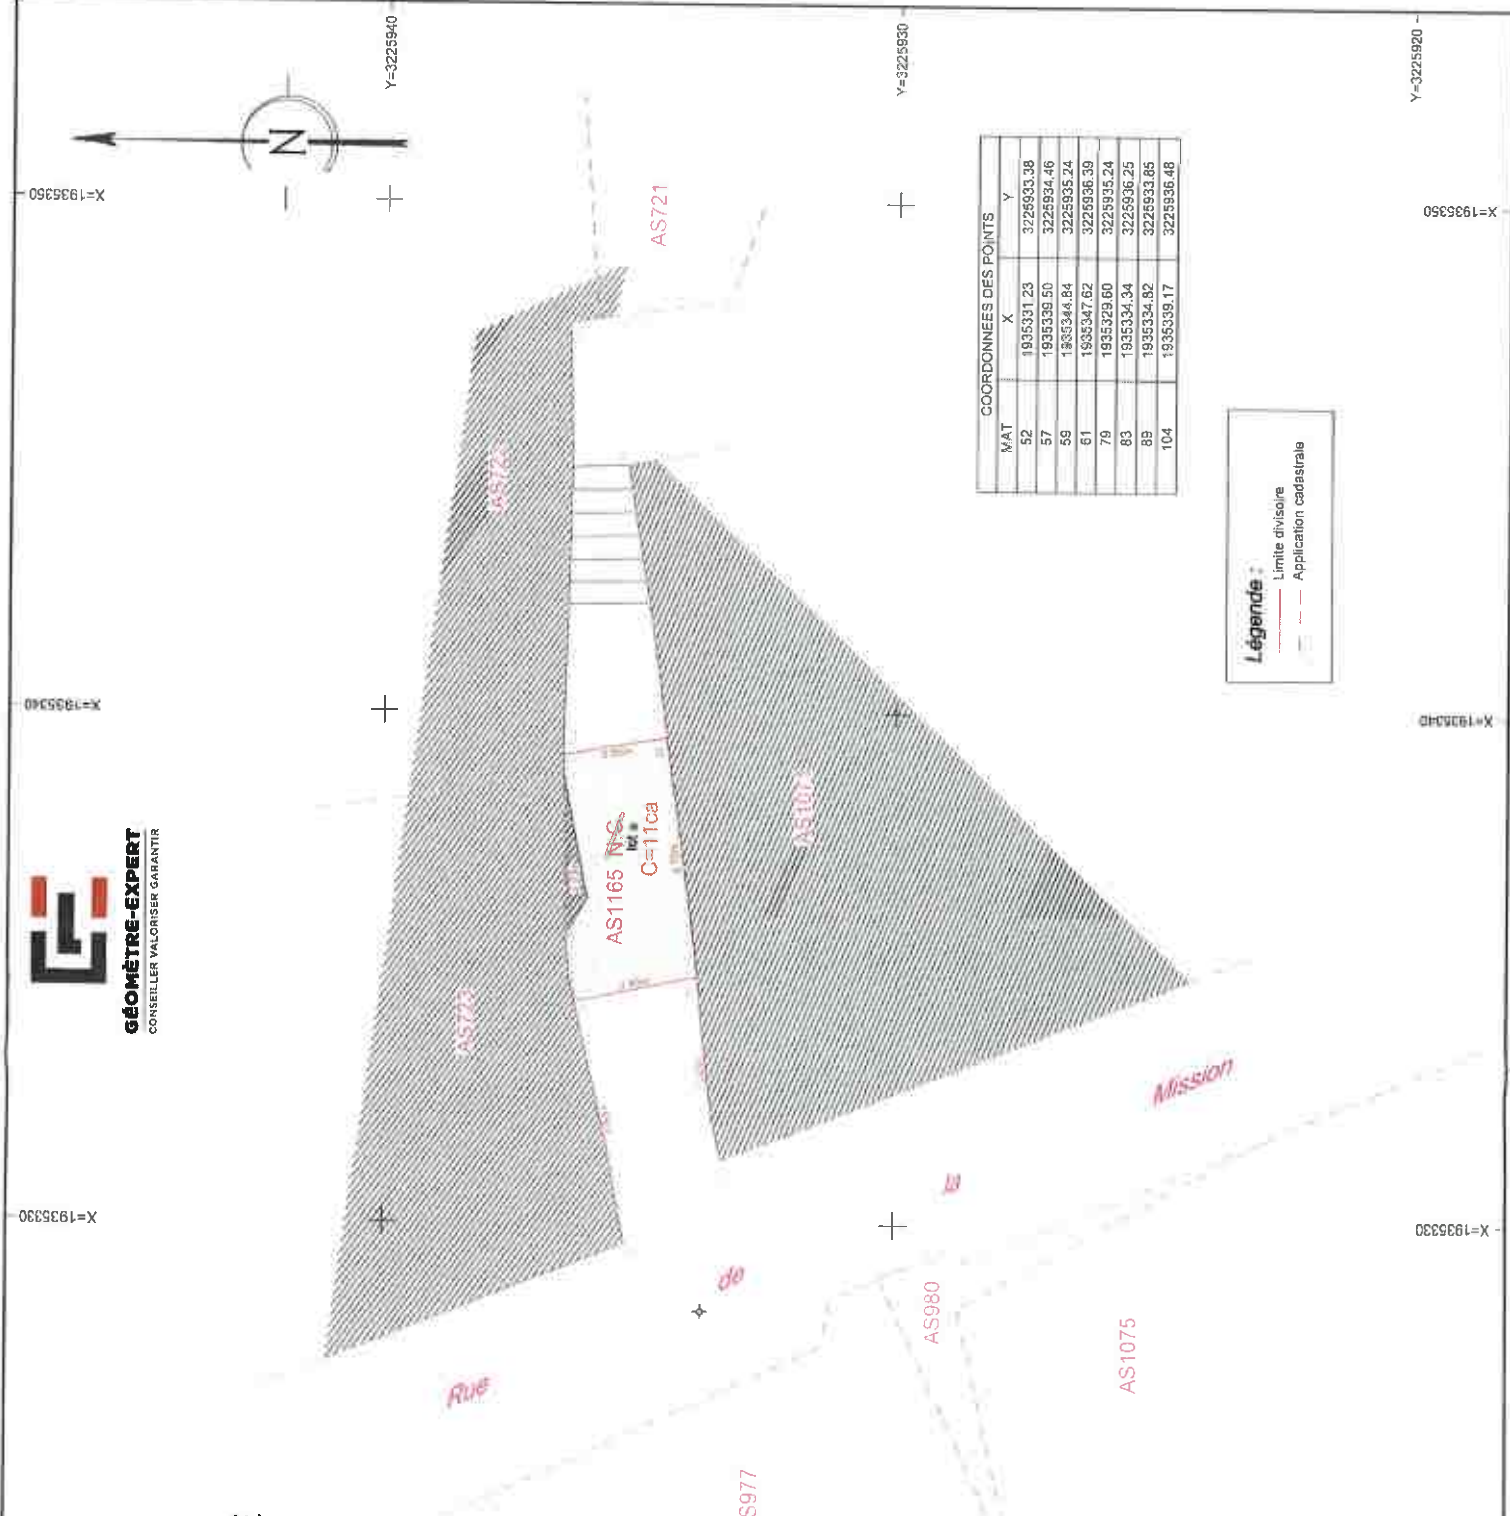 GÉOMÈTRE-EXPERT
CONSEILLER VALORISER GARANTIR
N
Y=3225940
Y=3225930
Y=3225920
X=1935350
X=1935350
X=1935340
X=1935340
X=1935330
X=1935330
AS721
AS723
AS1165 N.C.
lot a
C=11ca
Rue
de
la
Mission
AS980
AS1075
S977
COORDONNEES DES POINTS
MAT X Y
52 1935331.23 3225933.38
57 1935339.50 3225934.46
59 1935344.84 3225935.24
61 1935347.62 3225936.39
79 1935329.60 3225935.24
83 1935334.34 3225936.25
89 1935334.82 3225933.85
104 1935339.17 3225936.48
Légende :
Limite divisoire
Application cadastrale